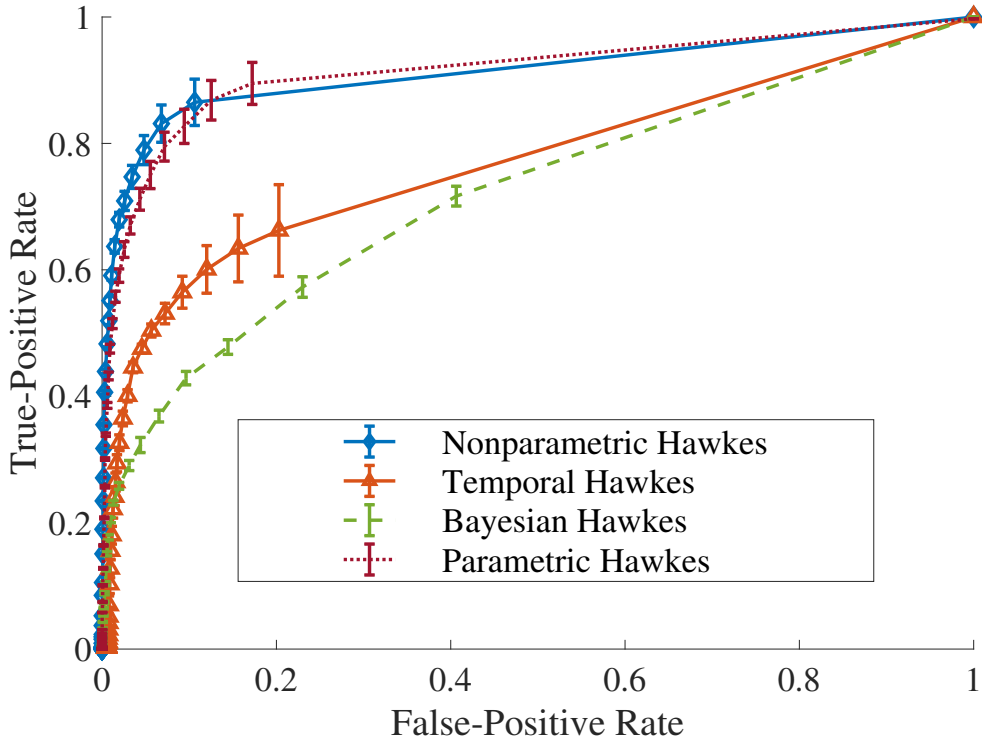 1
0.8
0.6
0.4
0.2
0
True-Positive Rate
Nonparametric Hawkes
Temporal Hawkes
Bayesian Hawkes
Parametric Hawkes
0 0.2 0.4 0.6 0.8 1
False-Positive Rate